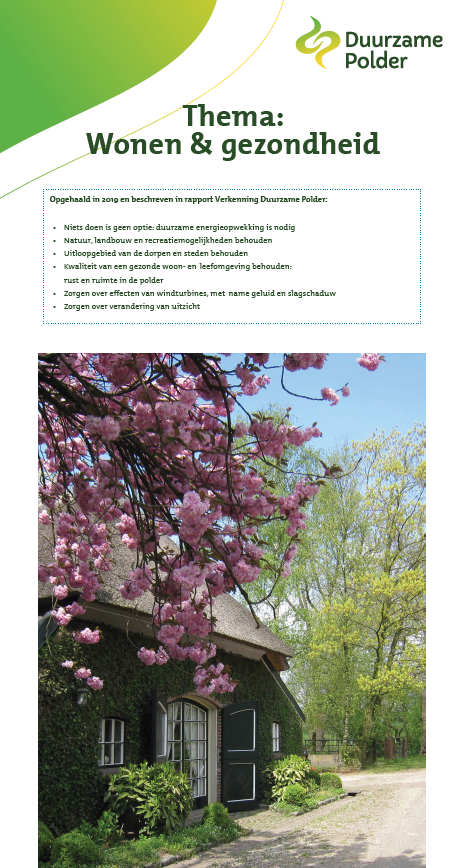 Duurzame
Polder
Thema:
Wonen & gezondheid
Opgehaald in 2019 en beschreven in rapport Verkenning Duurzame Polder:
• Niets doen is geen optie: duurzame energieopwekking is nodig
• Natuur, landbouw en recreatiemogelijkheden behouden
• Uitloopgebied van de dorpen en steden behouden
• Kwaliteit van een gezonde woon- en leefomgeving behouden:
rust en ruimte in de polder
• Zorgen over effecten van windturbines, met name geluid en slagschaduw
• Zorgen over verandering van uitzicht